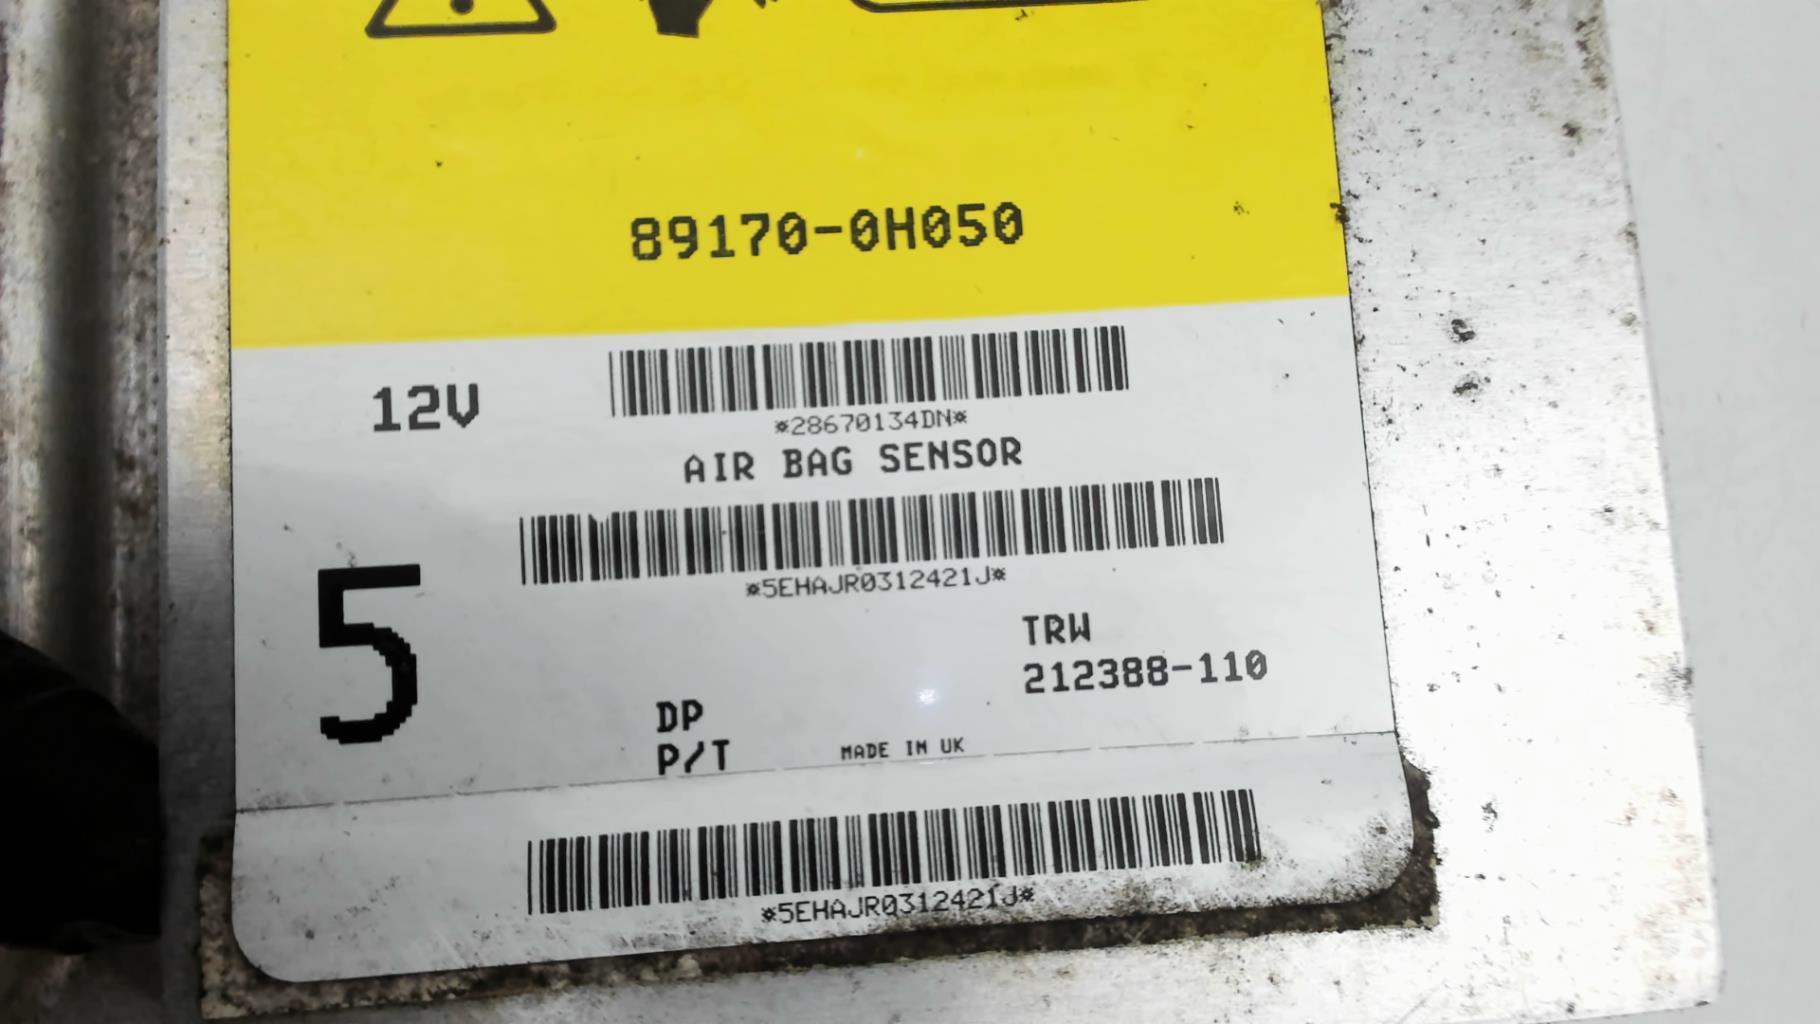 89170-0H050
12V
*28670134DN*
AIR BAG SENSOR
*5EHAJR0312421J*
5
TRW
212388-110
DP
P/T
MADE IN UK
*5EHAJR0312421J*